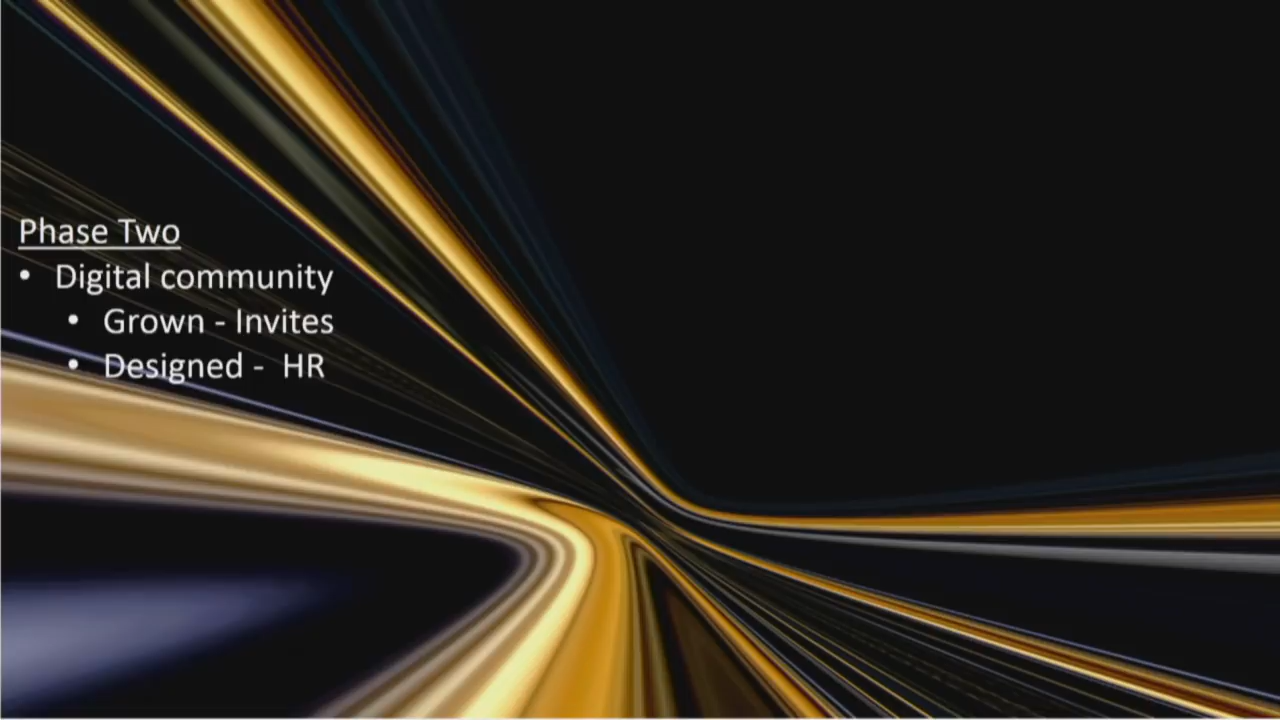 Phase Two
• Digital community
• Grown - Invites
• Designed -  HR